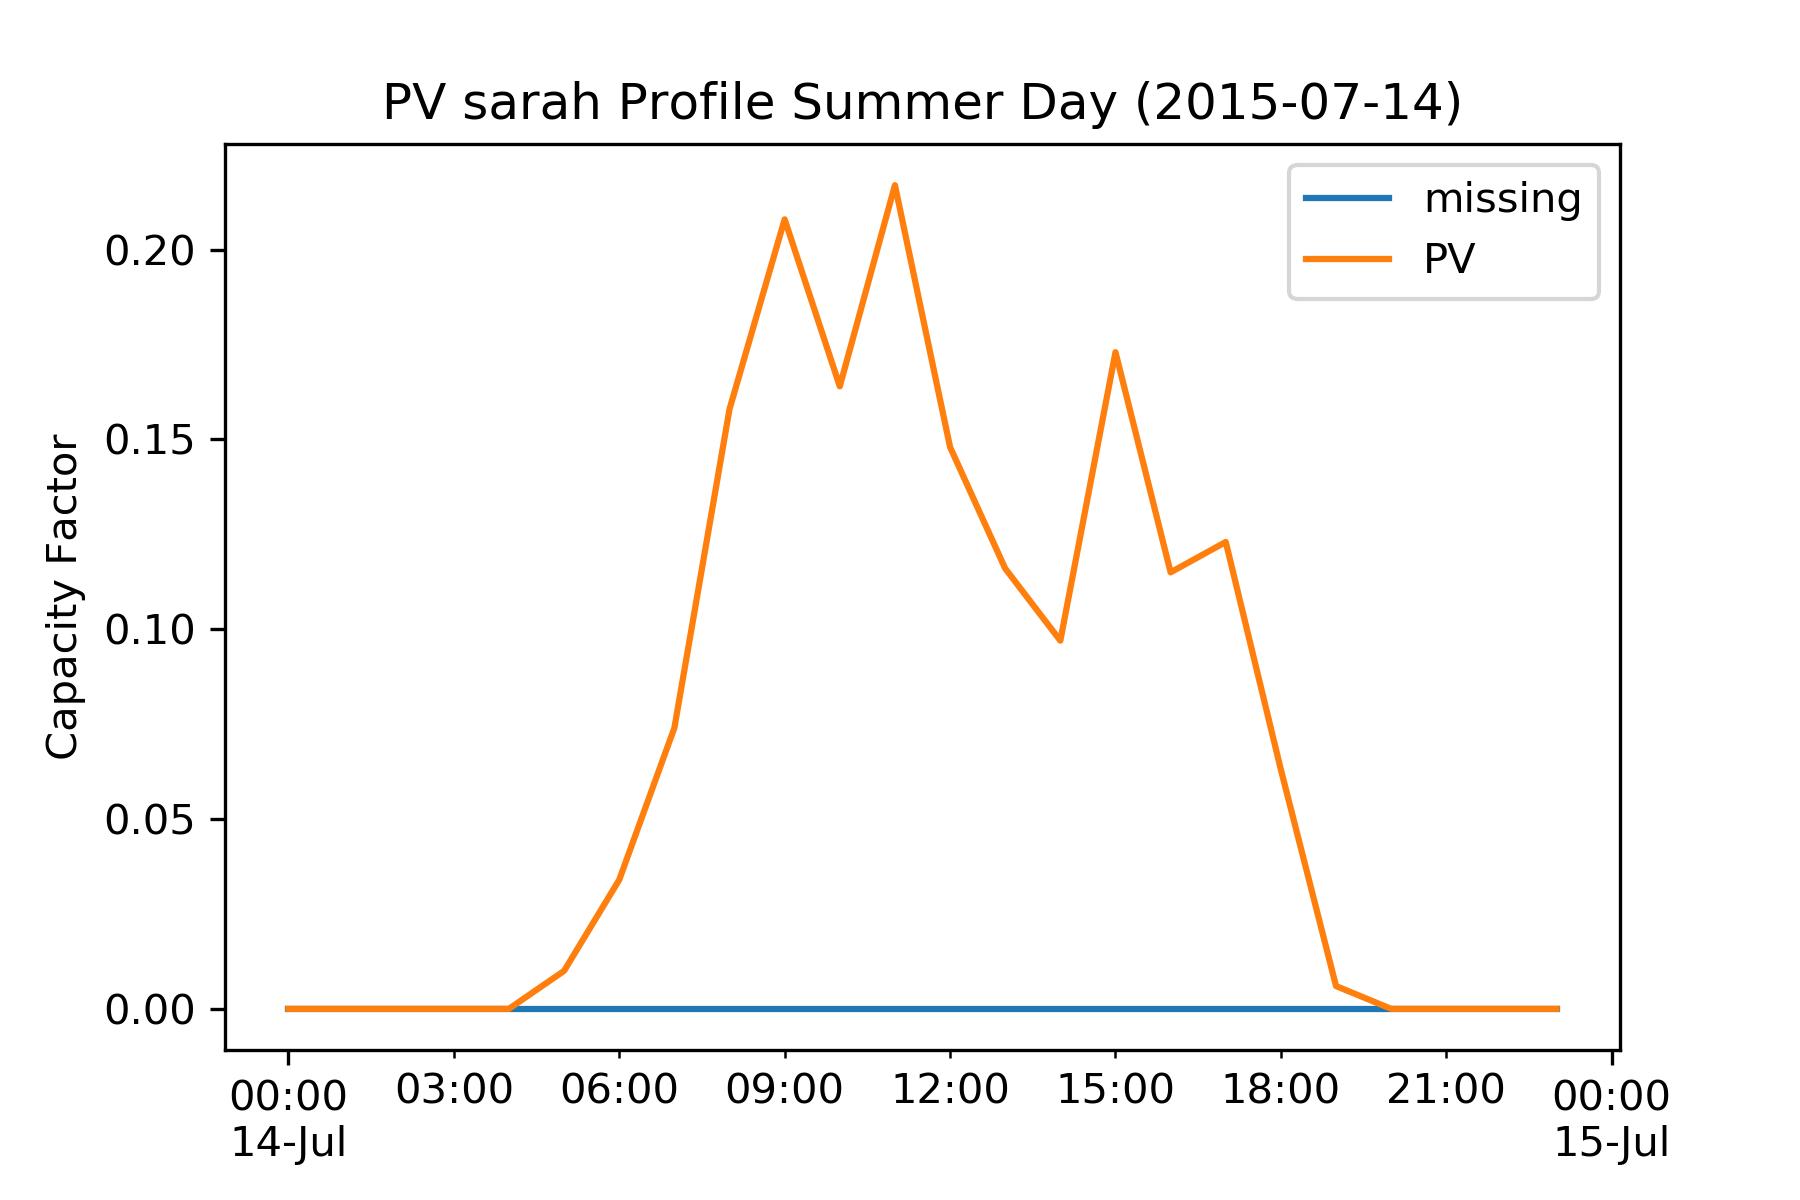 PV sarah Profile Summer Day (2015-07-14)
missing
PV
Capacity Factor
0.20
0.15
0.10
0.05
0.00
00:00 03:00 06:00 09:00 12:00 15:00 18:00 21:00 00:00
14-Jul 15-Jul